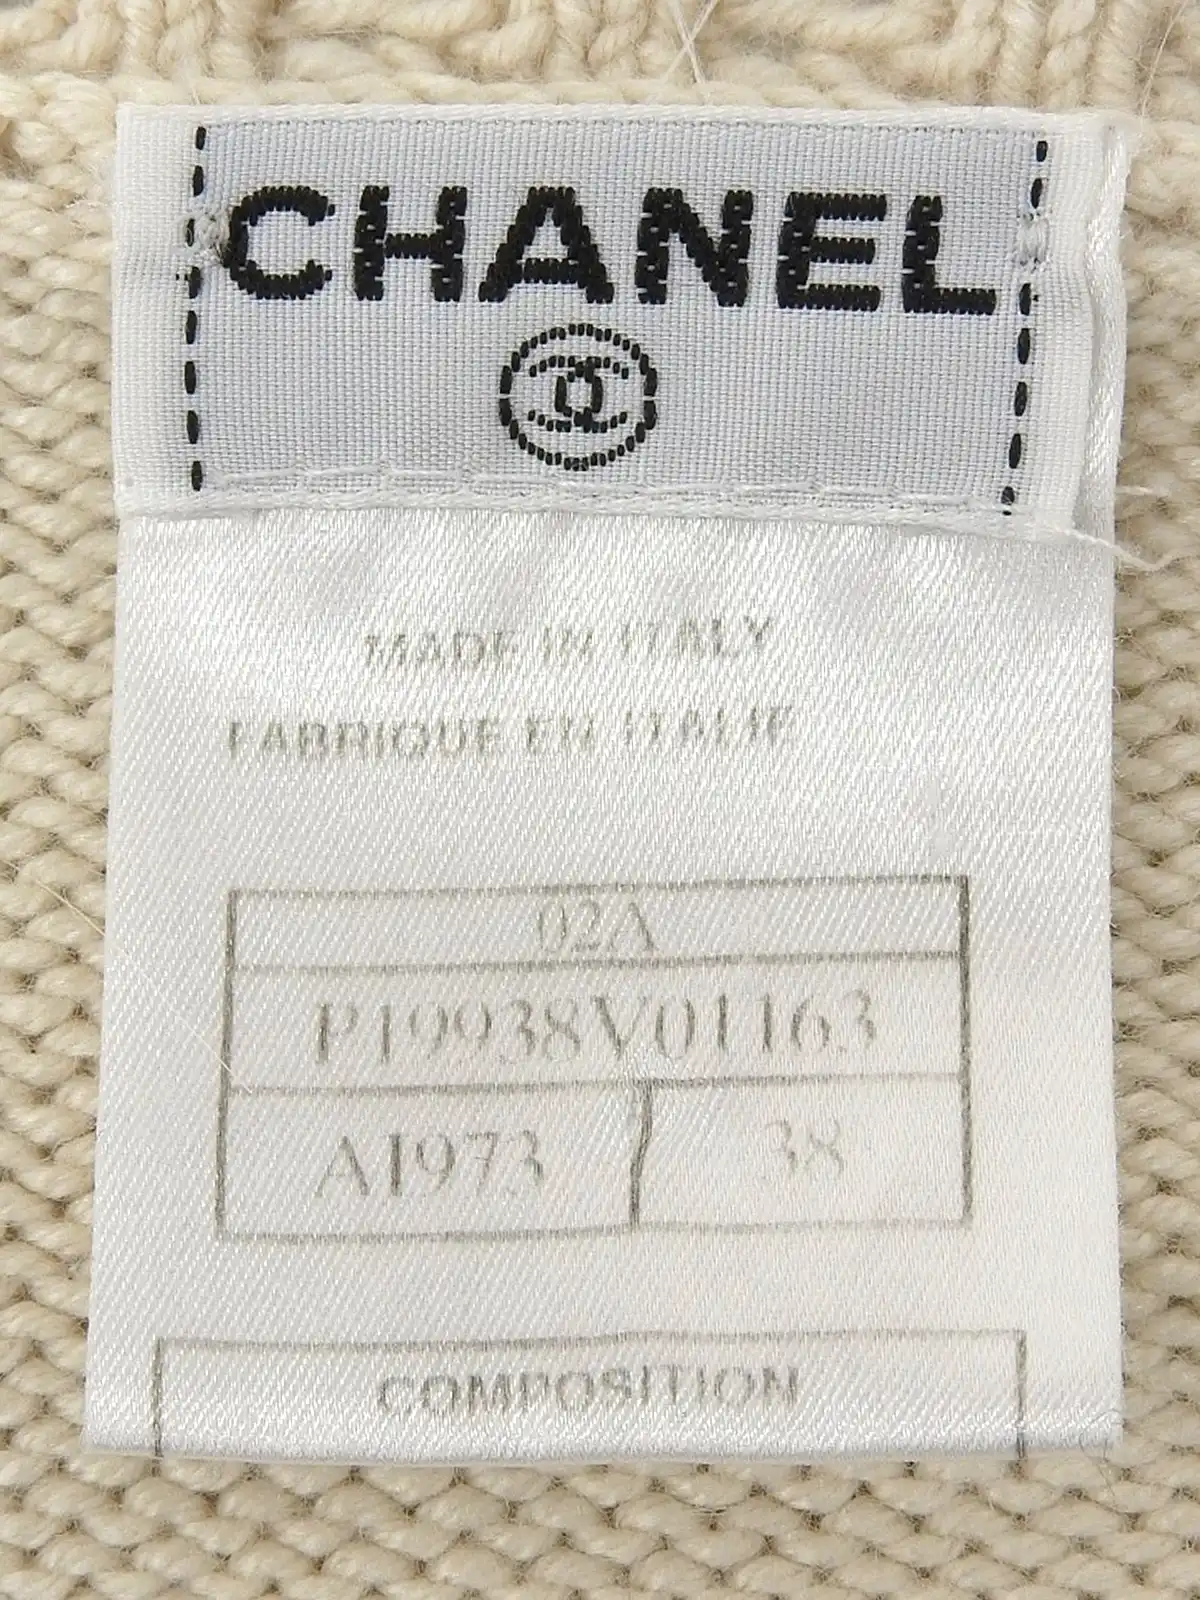 CHANEL
MADE IN ITALY
FABRIQUE EN ITALIE
02A
P19938V01163
A1973 38
COMPOSITION